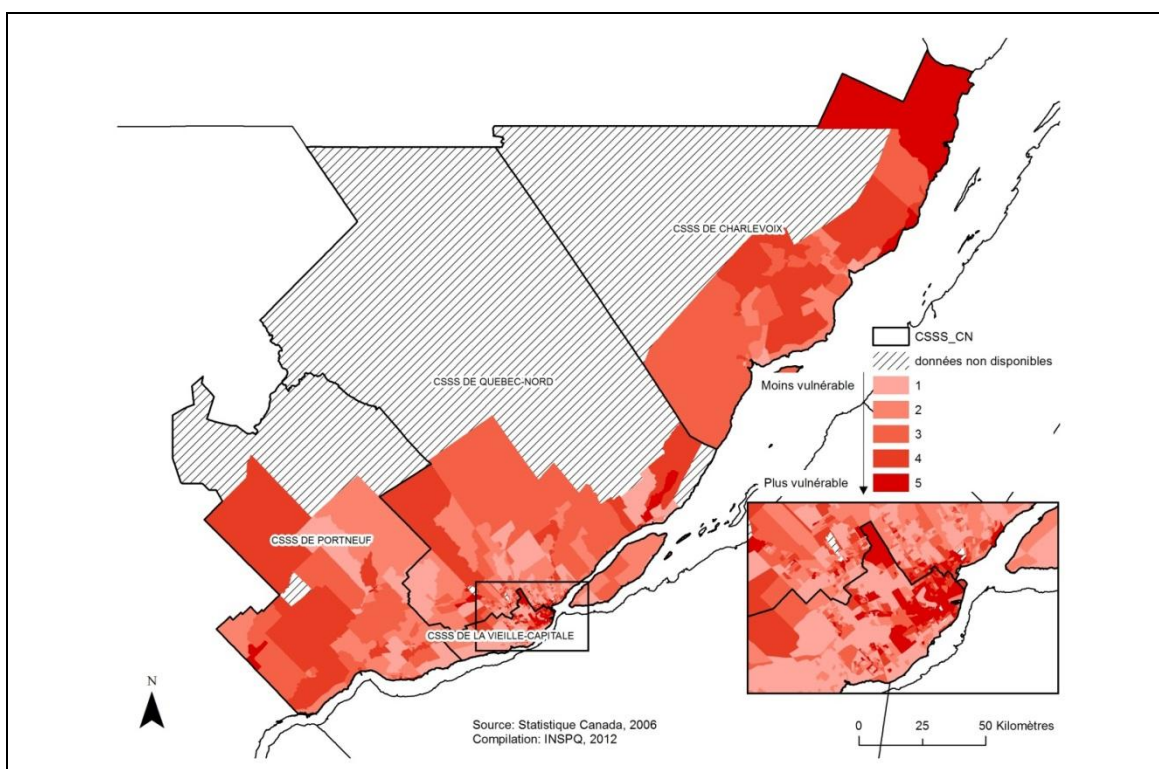 CSSS DE CHARLEVOIX
CSSS DE QUEBEC-NORD
CSSS DE PORTNEUF
CSSS DE LA VIEILLE-CAPITALE
CSSS_CN
données non disponibles
Moins vulnérable
1
2
3
4
Plus vulnérable
5
N
Source: Statistique Canada, 2006
Compilation: INSPQ, 2012
0 25 50 Kilomètres